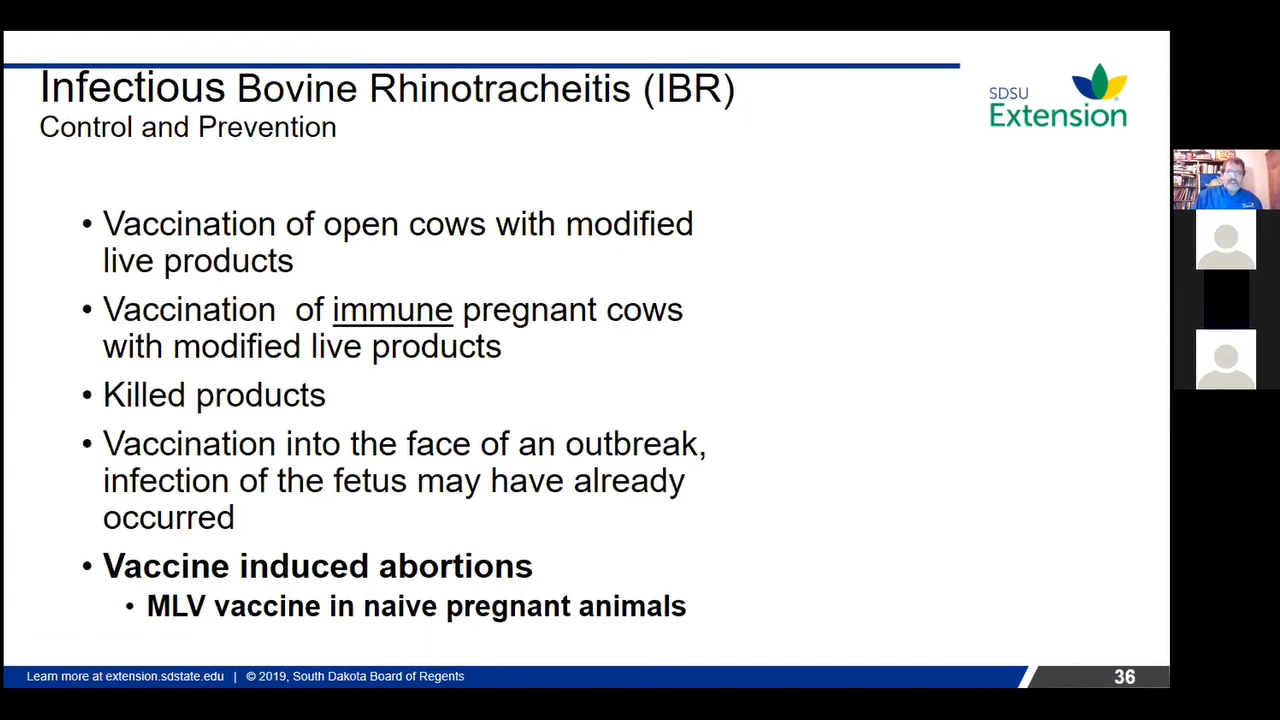 Infectious Bovine Rhinotracheitis (IBR)
Control and Prevention
SDSU
Extension
• Vaccination of open cows with modified
live products
• Vaccination of immune pregnant cows
with modified live products
• Killed products
• Vaccination into the face of an outbreak,
infection of the fetus may have already
occurred
• Vaccine induced abortions
• MLV vaccine in naive pregnant animals
Learn more at extension.sdstate.edu | © 2019, South Dakota Board of Regents
36